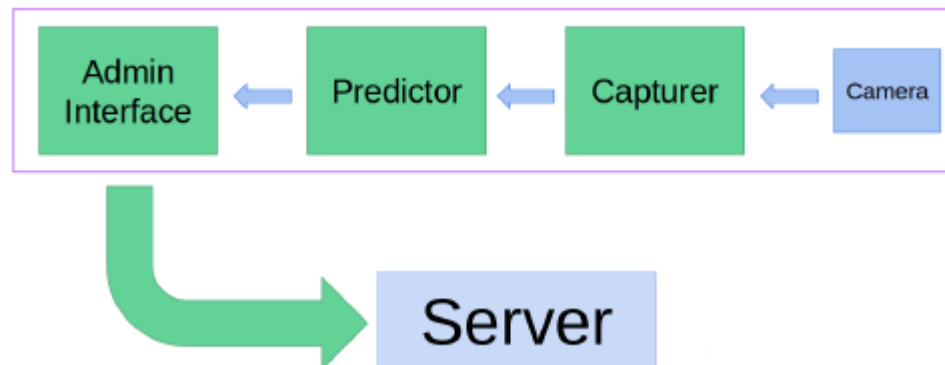 Admin
Interface
Predictor
Capturer
Camera
Server